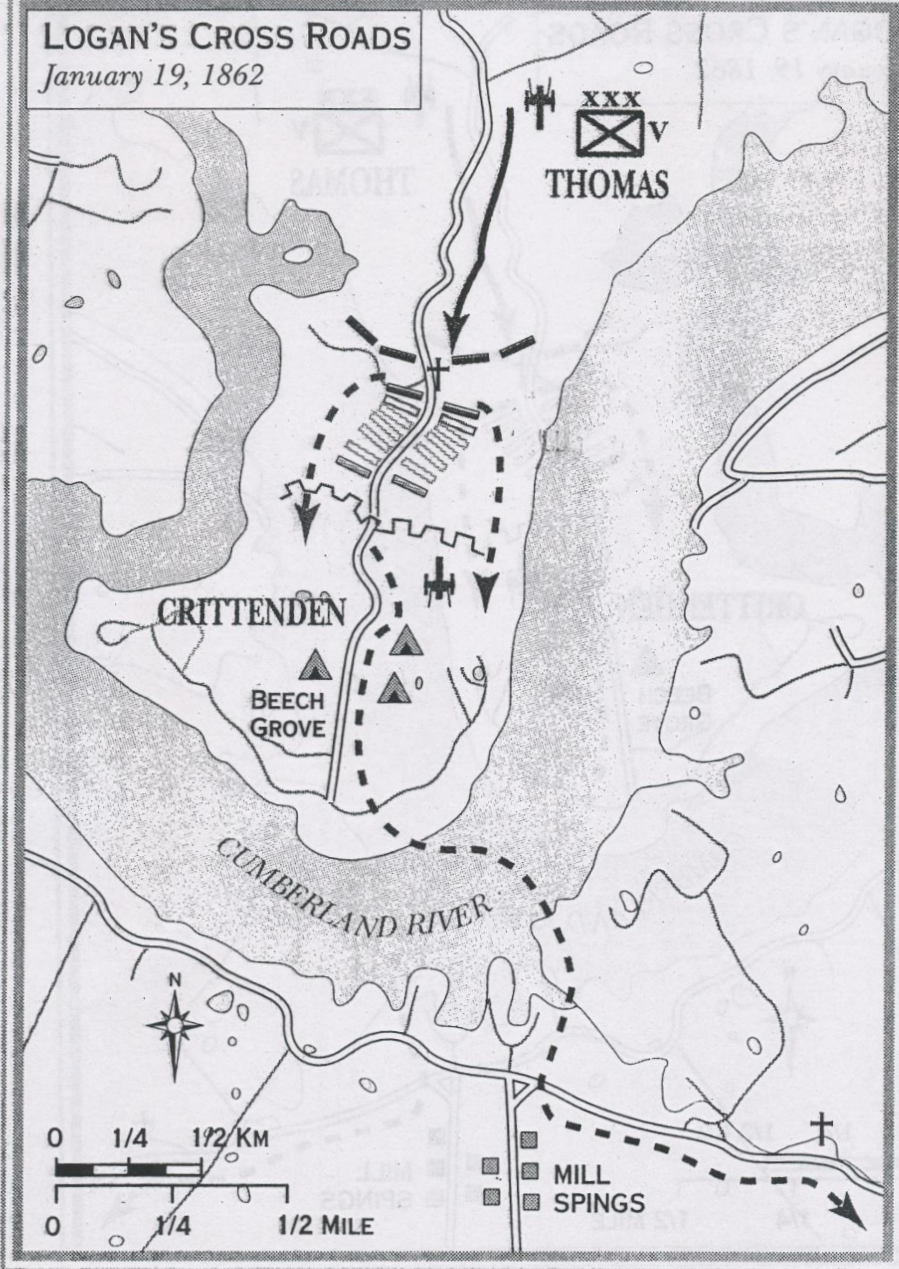 LOGAN'S CROSS ROADS
January 19, 1862
XXX
V
THOMAS
CRITTENDEN
BEECH
GROVE
CUMBERLAND RIVER
N
0 1/4 1/2 KM
0 1/4 1/2 MILE
MILL
SPINGS